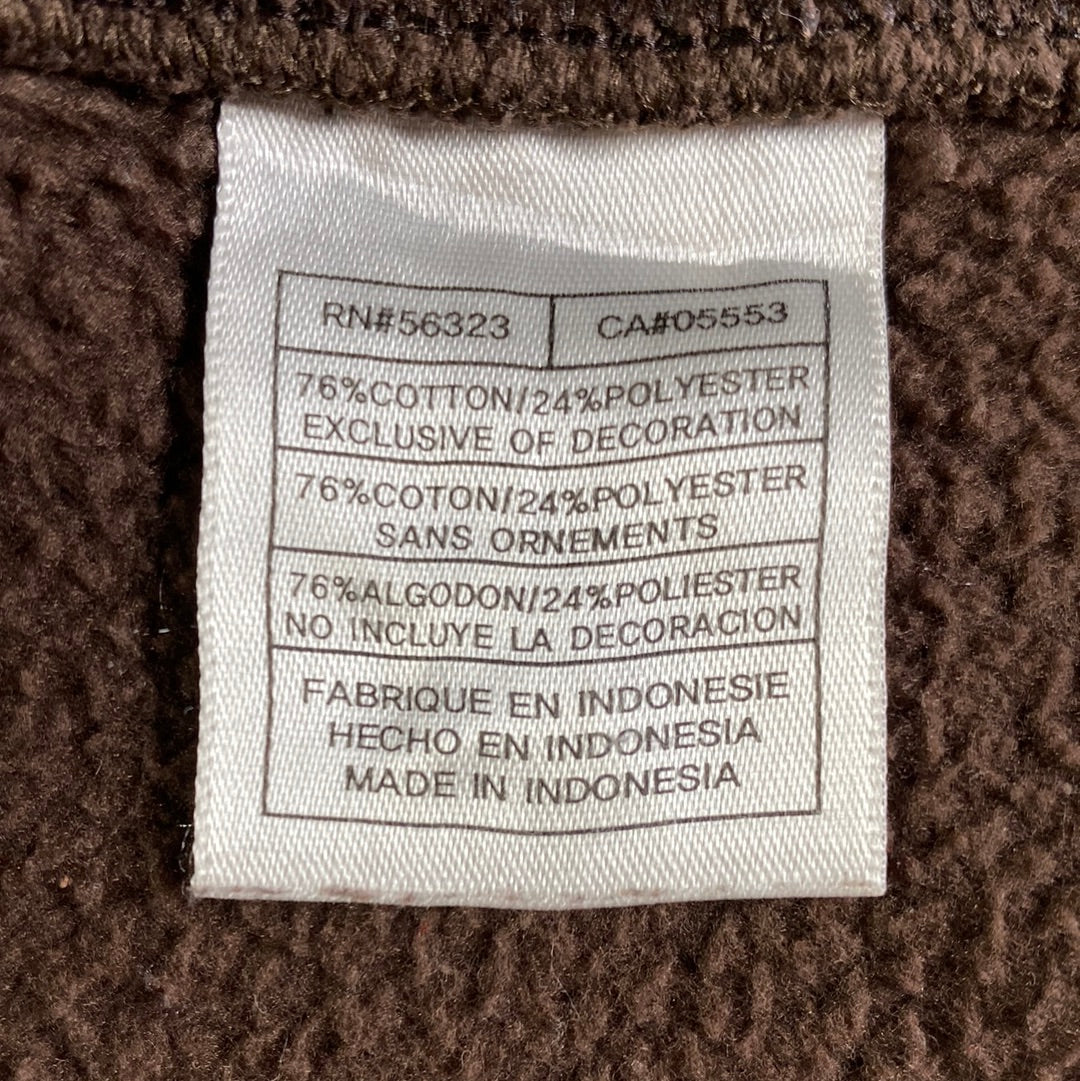 RN#56323 CA#05553
76%COTTON/24%POLYESTER
EXCLUSIVE OF DECORATION
76%COTON/24%POLYESTER
SANS ORNEMENTS
76%ALGODON/24%POLIESTER
NO INCLUYE LA DECORACION
FABRIQUE EN INDONESIE
HECHO EN INDONESIA
MADE IN INDONESIA